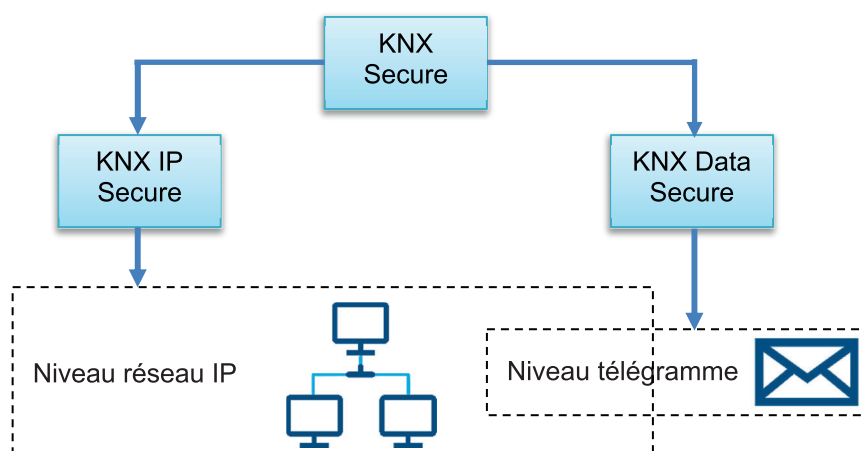 KNX
Secure
KNX IP
Secure
KNX Data
Secure
Niveau réseau IP
Niveau télégramme